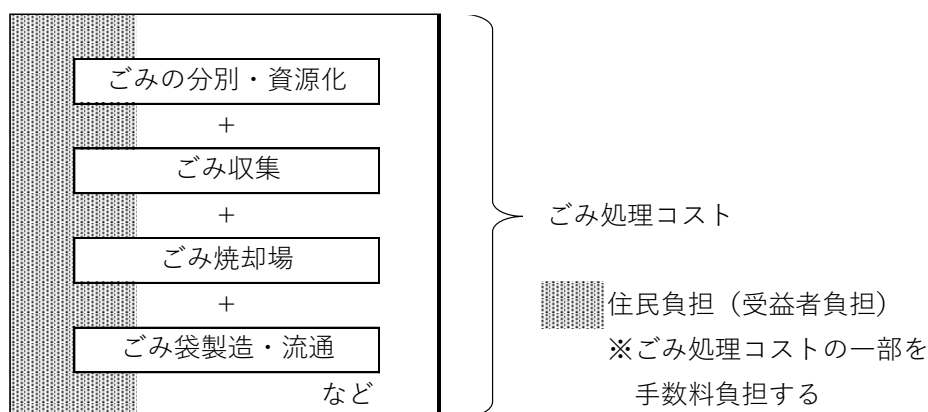 ごみの分別・資源化
+
ごみ収集
+
ごみ焼却場
+
ごみ袋製造・流通
など
ごみ処理コスト
住民負担（受益者負担）
※ごみ処理コストの一部を
手数料負担する